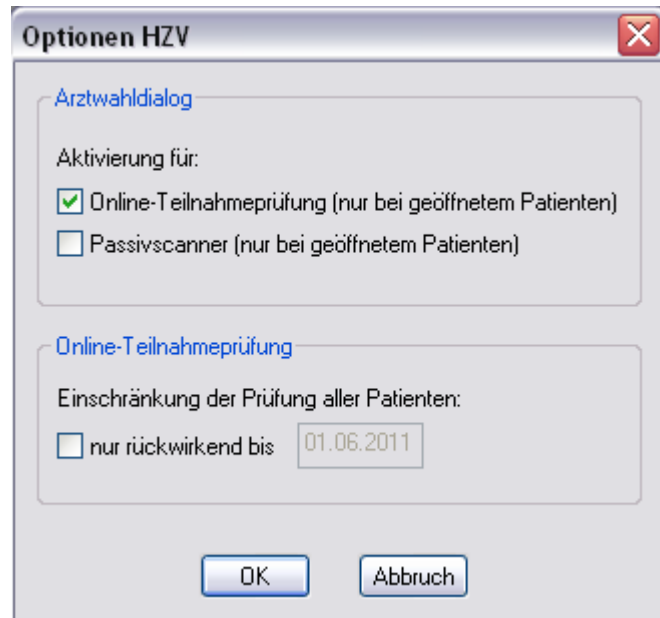 Optionen HZV
Arztwahldialog
Aktivierung für:
Online-Teilnahmeprüfung (nur bei geöffnetem Patienten)
Passivscanner (nur bei geöffnetem Patienten)
Online-Teilnahmeprüfung
Einschränkung der Prüfung aller Patienten:
nur rückwirkend bis 01.06.2011
OK Abbruch